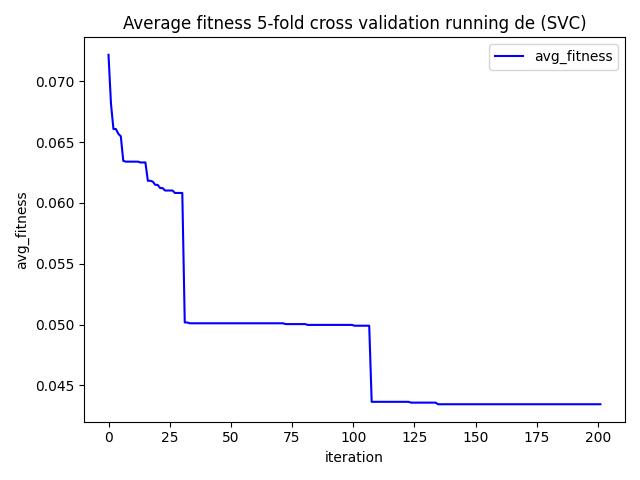 Average fitness 5-fold cross validation running de (SVC)
avg_fitness
0.070
0.065
0.060
0.055
0.050
0.045
avg_fitness
0 25 50 75 100 125 150 175 200
iteration